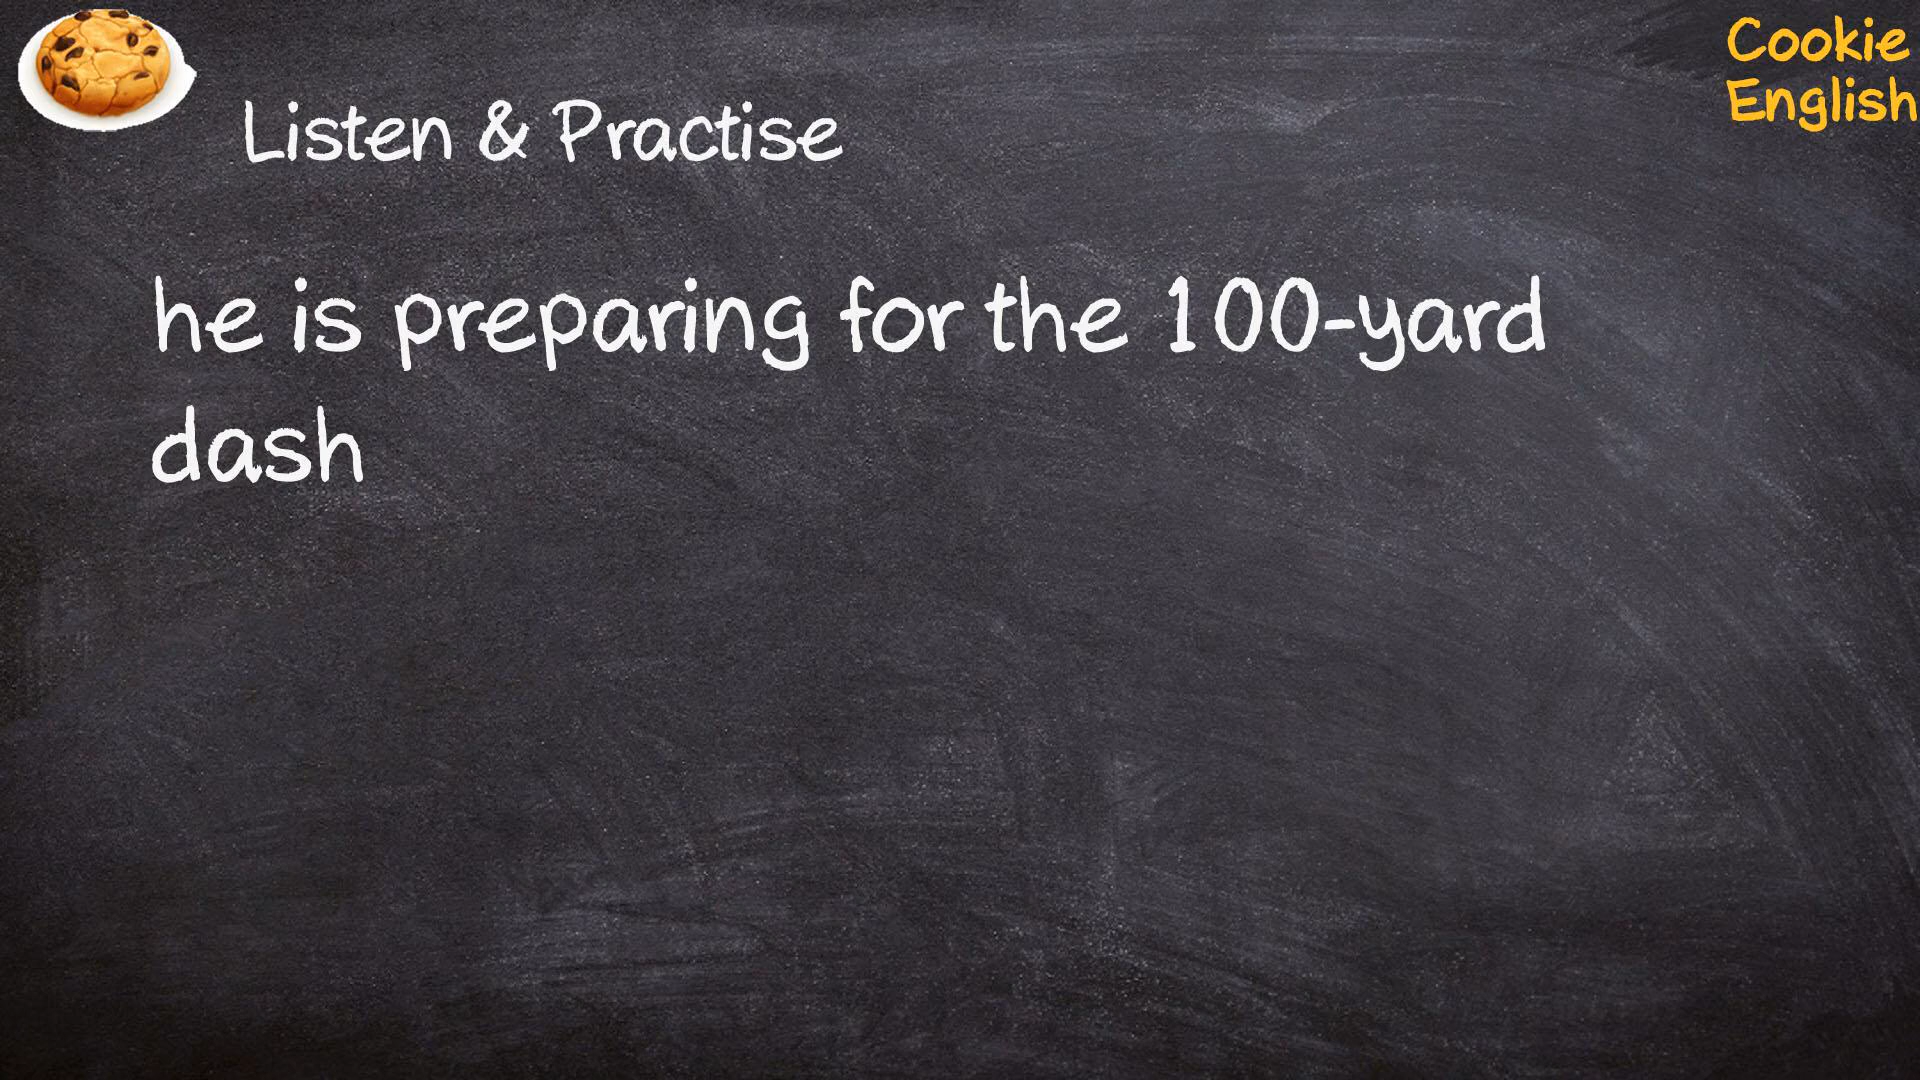 Cookie
English
Listen & Practise
he is preparing for the 100-yard
dash